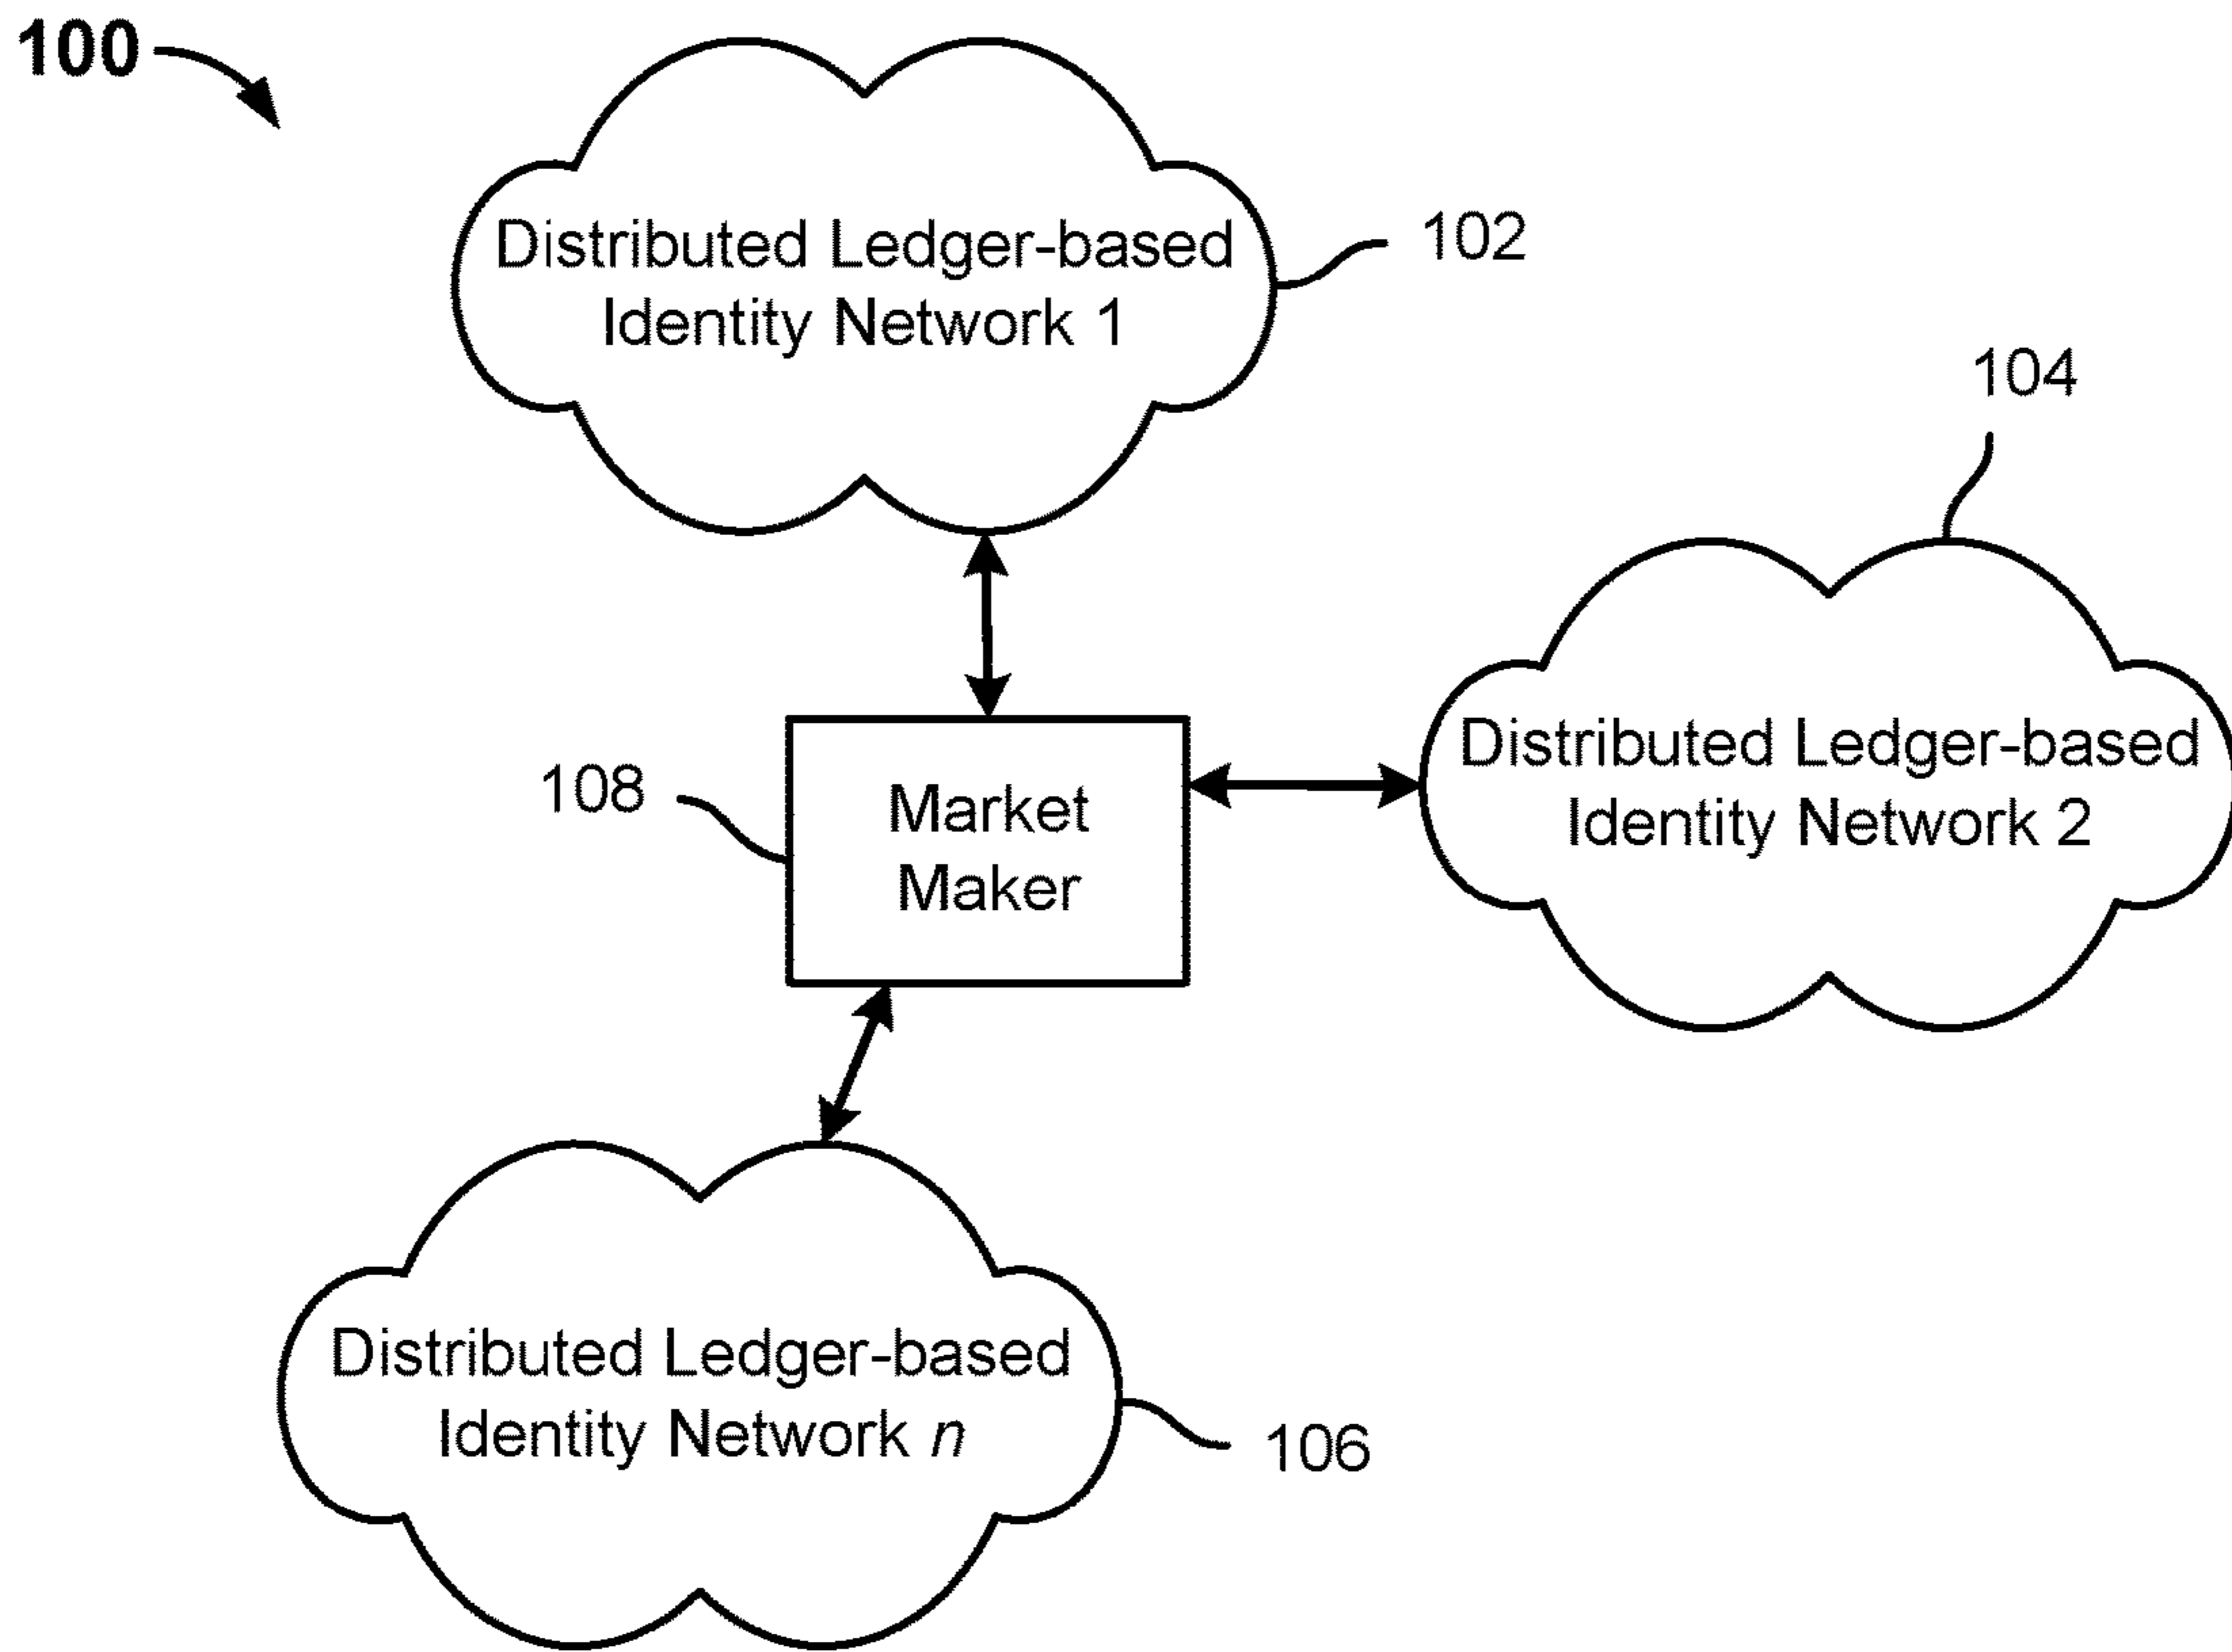 100
Distributed Ledger-based
Identity Network 1
102
104
Distributed Ledger-based
Identity Network 2
108
Market
Maker
Distributed Ledger-based
Identity Network n
106